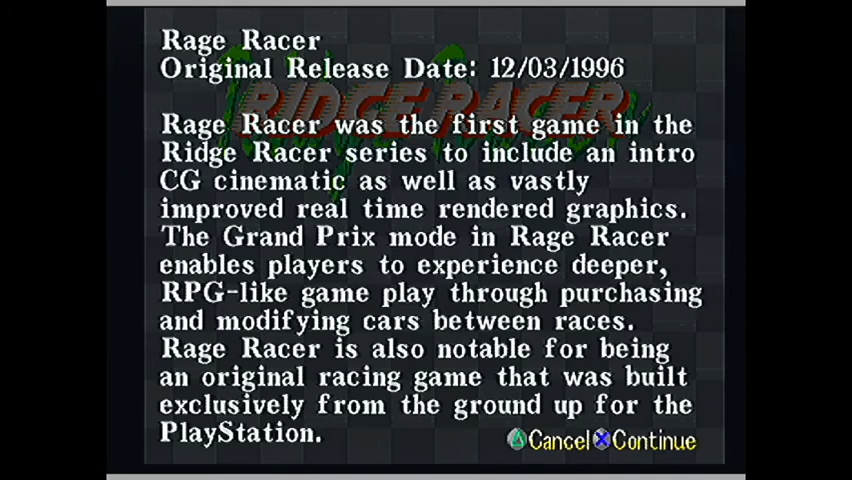 Rage Racer
Original Release Date: 12/03/1996
RIDGE RACER
Rage Racer was the first game in the
Ridge Racer series to include an intro
CG cinematic as well as vastly
improved real time rendered graphics.
The Grand Prix mode in Rage Racer
enables players to experience deeper,
RPG-like game play through purchasing
and modifying cars between races.
Rage Racer is also notable for being
an original racing game that was built
exclusively from the ground up for the
PlayStation.
Cancel Continue